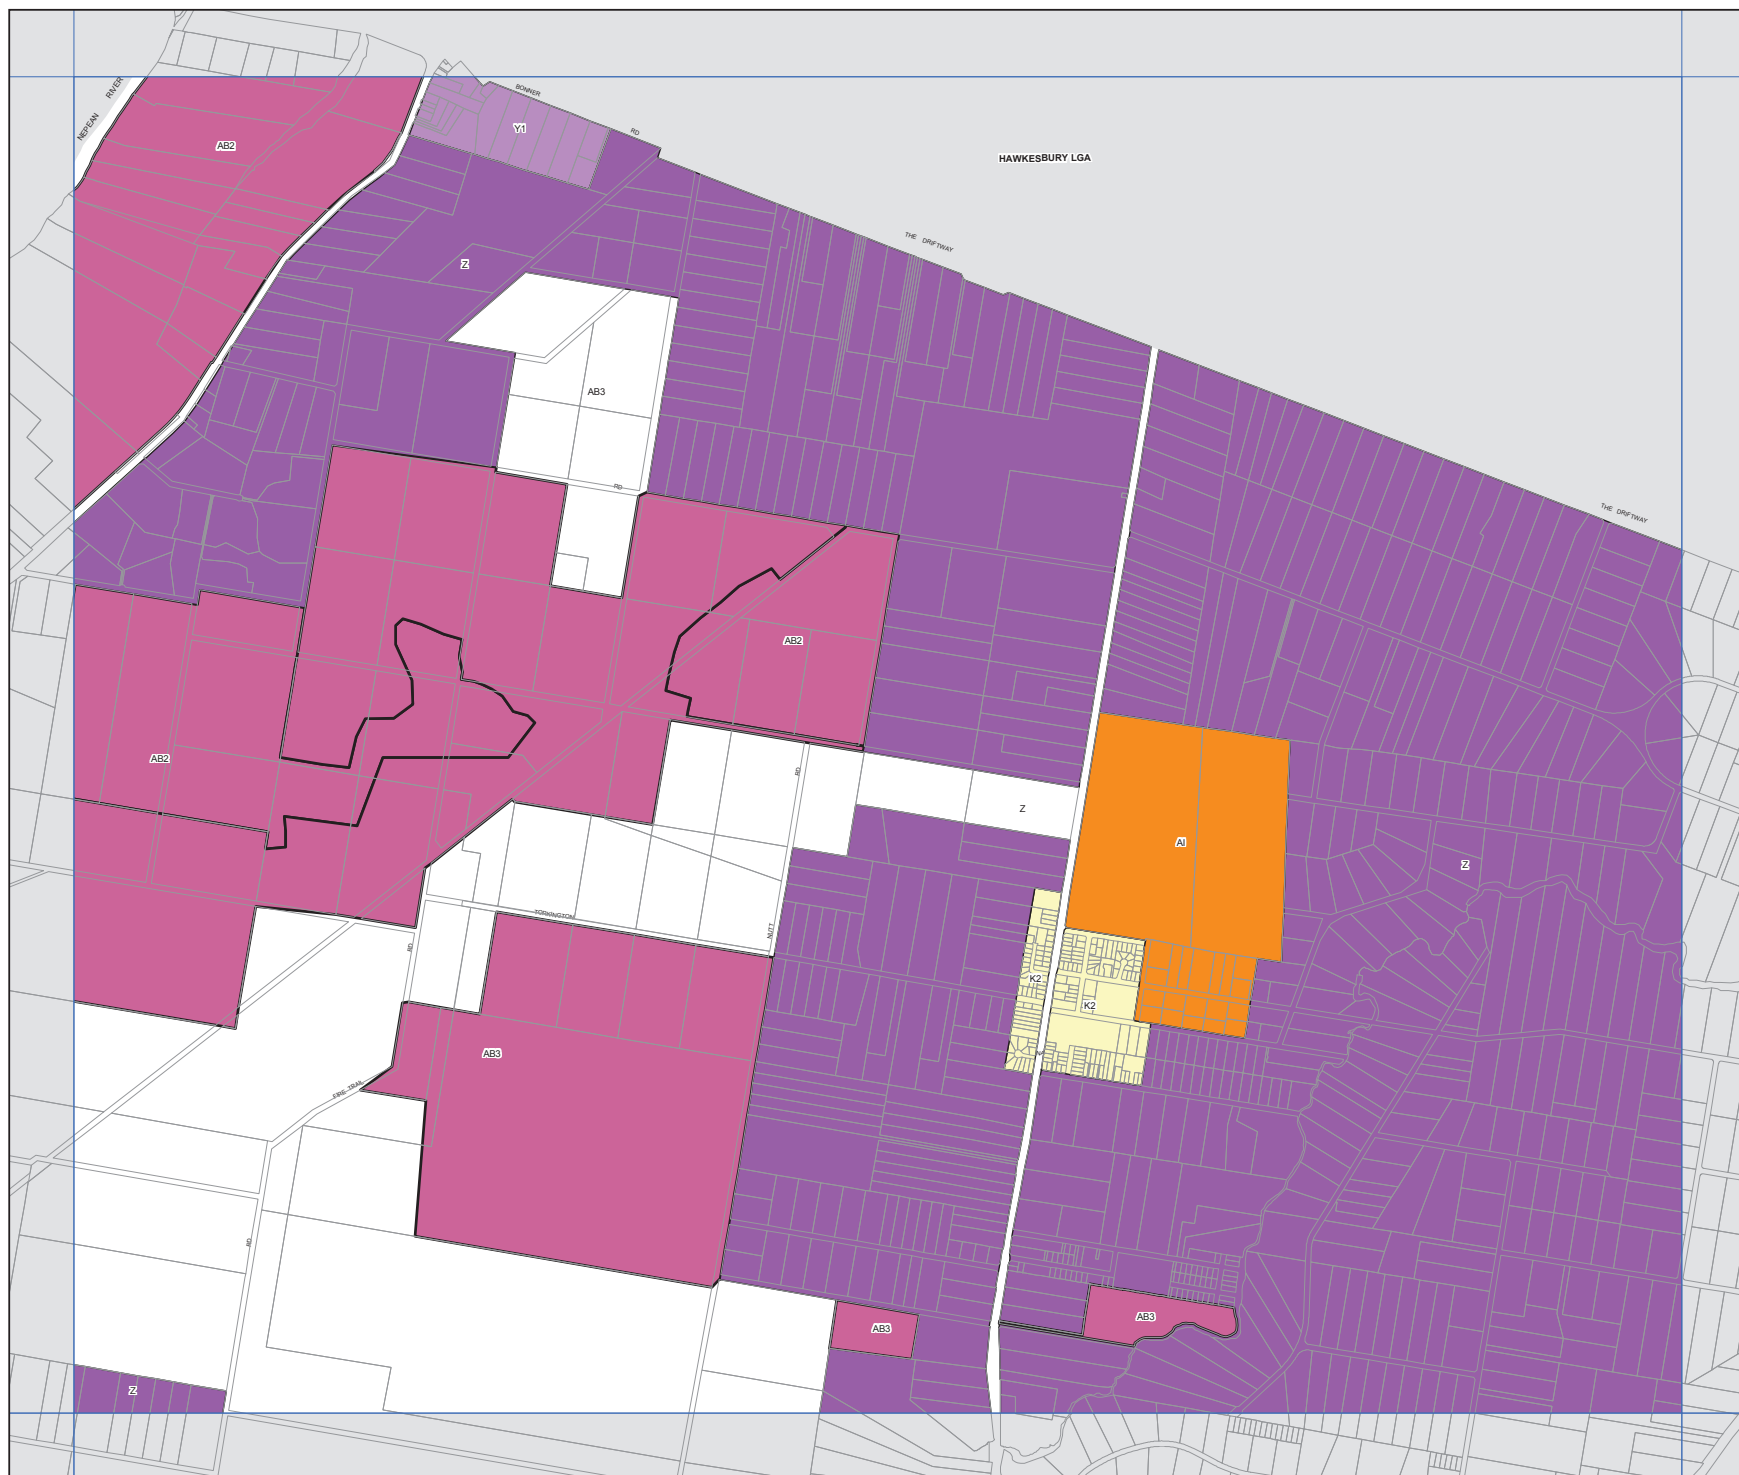 NEPEAN RIVER
BONNER RD
Y1
AB2
HAWKESBURY LGA
THE DRIFTWAY
Z
AB3
RD
THE DRIFTWAY
AB2
AB2
RD
Z
AI
Z
TORKINGTON
NUTT
RD
K2
K2
AB3
FIRE TRAIL
RD
AB3
AB3
Z